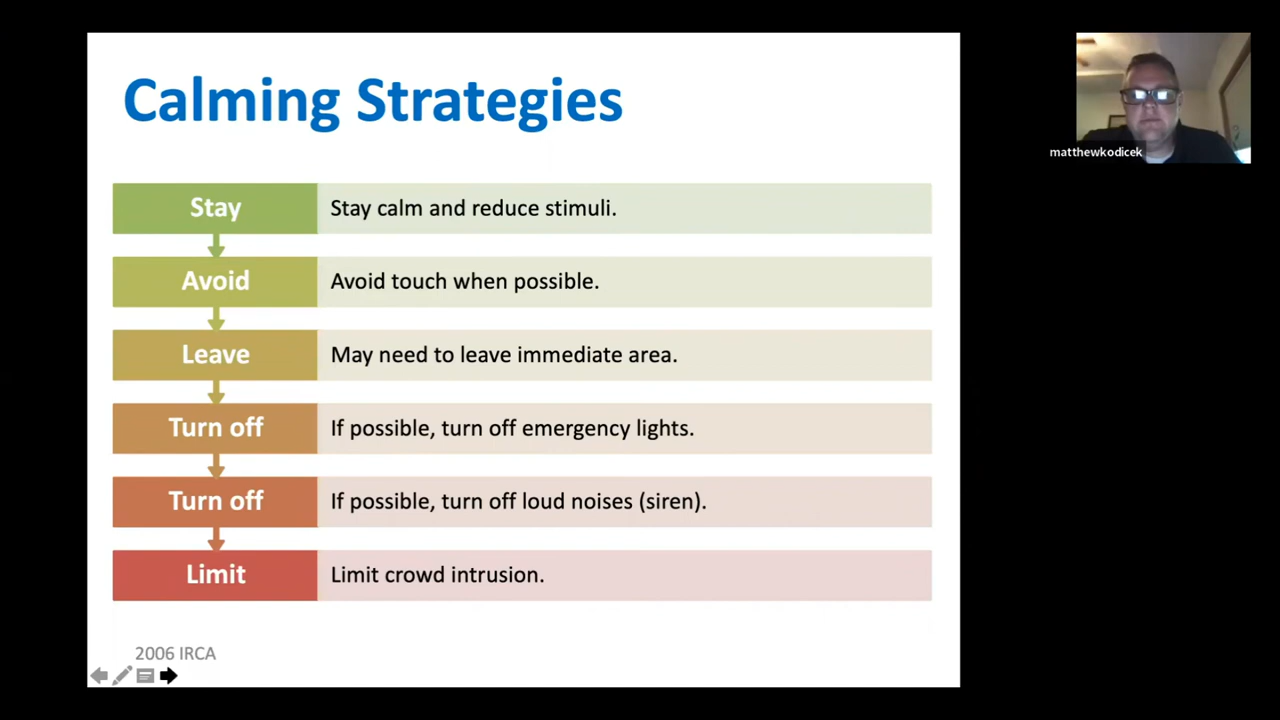 Calming Strategies
matthewkodicek
Stay
Stay calm and reduce stimuli.
Avoid
Avoid touch when possible.
Leave
May need to leave immediate area.
Turn off
If possible, turn off emergency lights.
Turn off
If possible, turn off loud noises (siren).
Limit
Limit crowd intrusion.
2006 IRCA